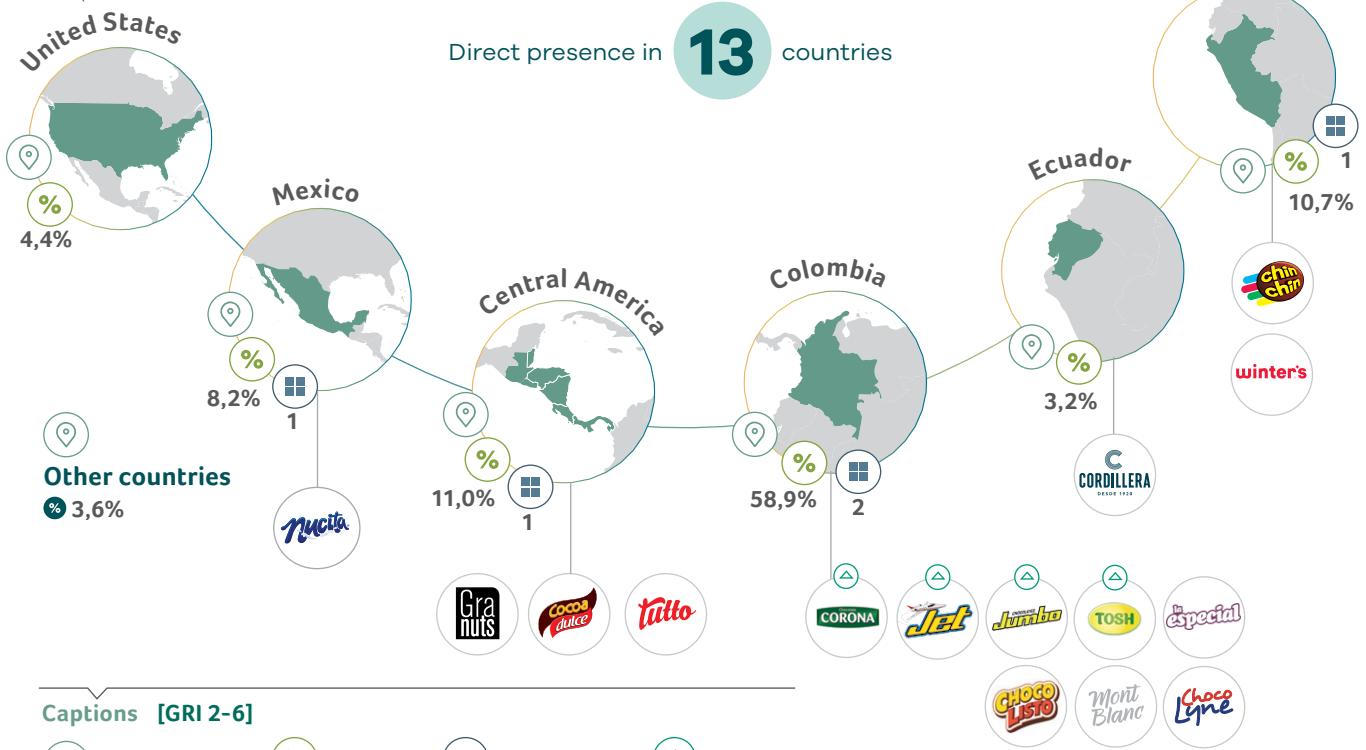 Direct presence in 13 countries
United States
%
4,4%
Mexico
%
8,2%
1
Central America
%
11,0%
1
Colombia
%
58,9%
2
Ecuador
%
3,2%
%
1
10,7%
Other countries
% 3,6%
Nucita
Gra
nuts
Cocoa
dulce
Tutto
CORONA
Jet
CHOCOLATES
Jumbo
TOSH
la
especial
CHOCO
LISTO
Mont
Blanc
Choco
Lyne
C
CORDILLERA
DESDE 1920
chin
chin
winter's
Captions [GRI 2-6]